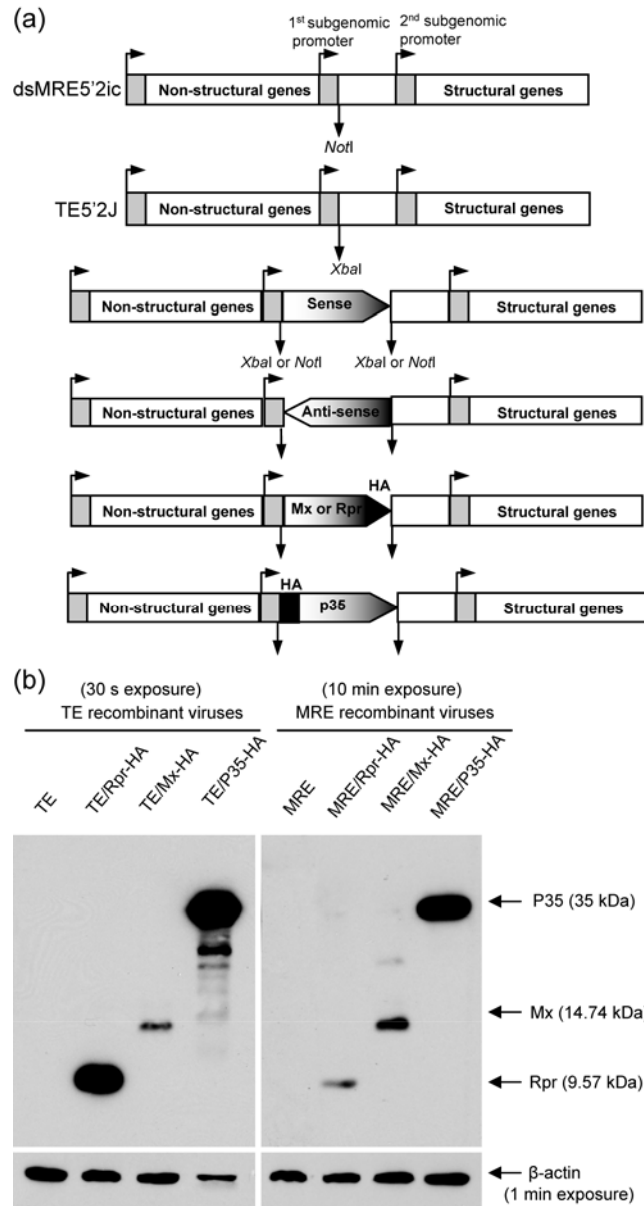 (a)
1st subgenomic promoter
2nd subgenomic promoter
dsMRE5'2ic
Non-structural genes
Structural genes
NotI
TE5'2J
Non-structural genes
Structural genes
XbaI
Non-structural genes
Sense
Structural genes
XbaI or NotI
XbaI or NotI
Non-structural genes
Anti-sense
Structural genes
HA
Non-structural genes
Mx or Rpr
Structural genes
HA
Non-structural genes
p35
Structural genes
(b)
(30 s exposure)
TE recombinant viruses
(10 min exposure)
MRE recombinant viruses
TE
TE/Rpr-HA
TE/Mx-HA
TE/P35-HA
MRE
MRE/Rpr-HA
MRE/Mx-HA
MRE/P35-HA
P35 (35 kDa)
Mx (14.74 kDa)
Rpr (9.57 kDa)
β-actin
(1 min exposure)